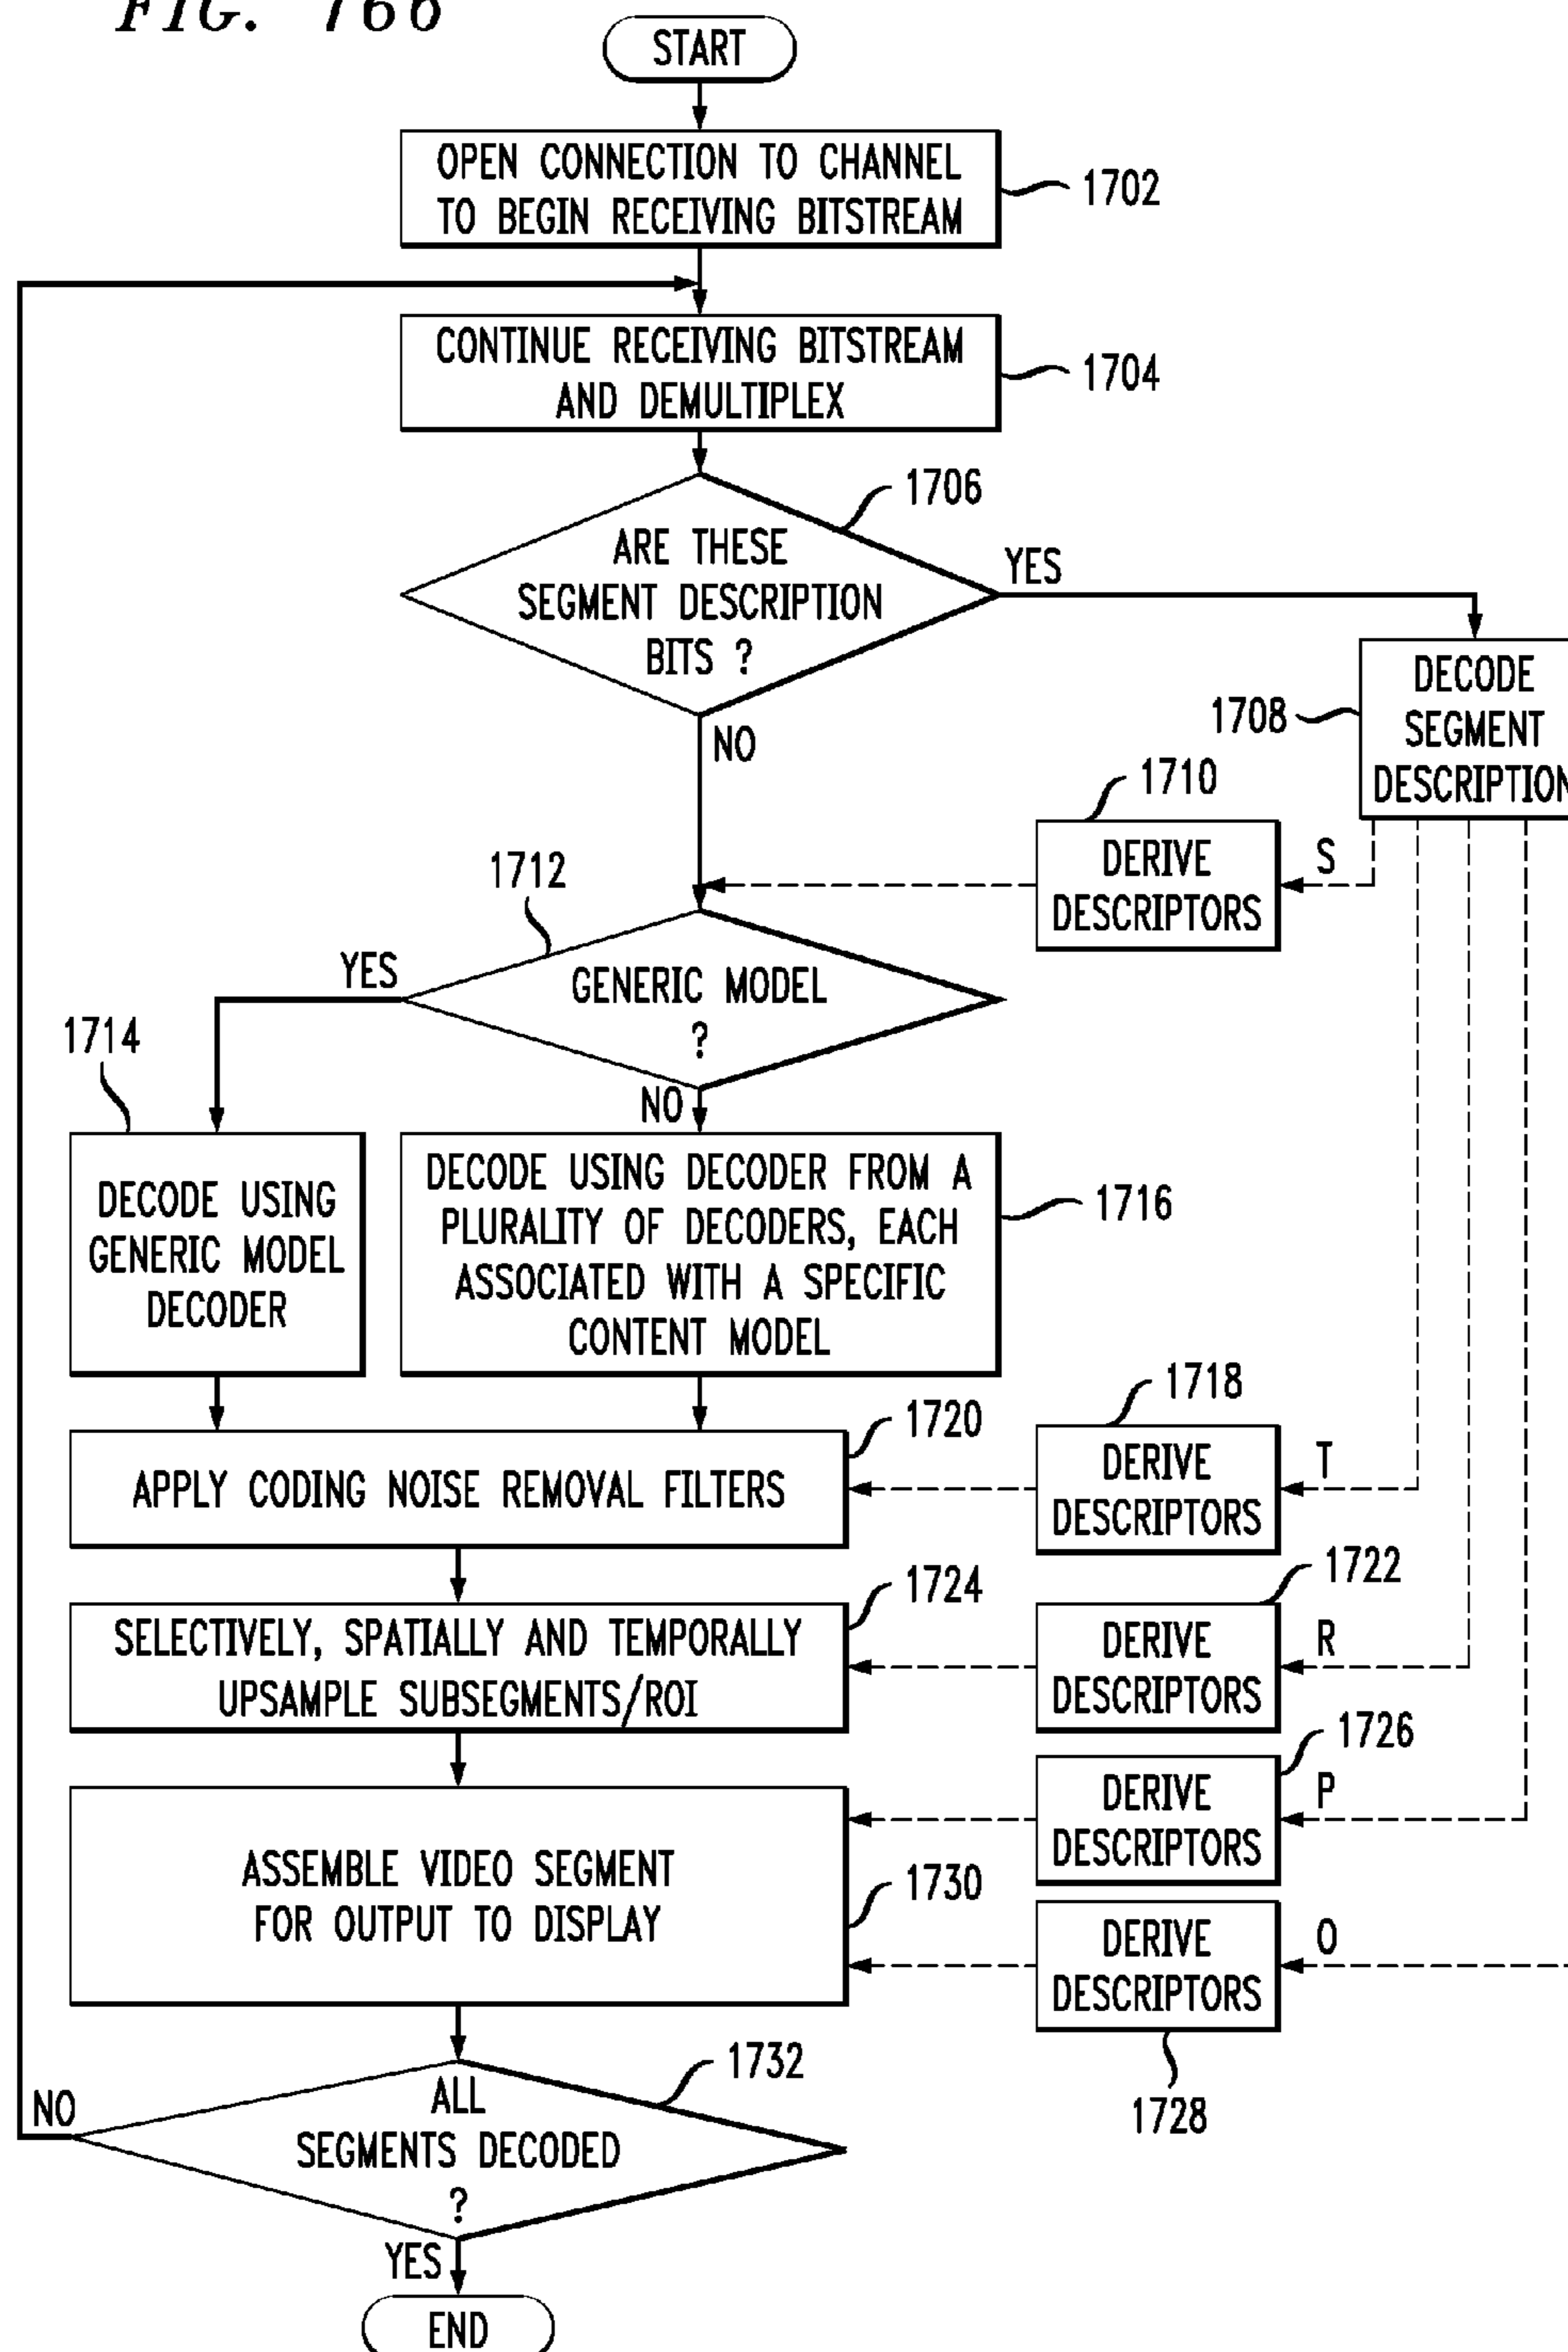 FIG. 766
START
OPEN CONNECTION TO CHANNEL
TO BEGIN RECEIVING BITSTREAM
1702
CONTINUE RECEIVING BITSTREAM
AND DEMULTIPLEX
1704
1706
ARE THESE
SEGMENT DESCRIPTION
BITS ?
YES
NO
DECODE
SEGMENT
DESCRIPTION
1708
1710
DERIVE
DESCRIPTORS
S
1712
GENERIC MODEL
?
YES
NO
1714
DECODE USING
GENERIC MODEL
DECODER
DECODE USING DECODER FROM A
PLURALITY OF DECODERS, EACH
ASSOCIATED WITH A SPECIFIC
CONTENT MODEL
1716
1718
DERIVE
DESCRIPTORS
T
1720
APPLY CODING NOISE REMOVAL FILTERS
1722
DERIVE
DESCRIPTORS
R
1724
SELECTIVELY, SPATIALLY AND TEMPORALLY
UPSAMPLE SUBSEGMENTS/ROI
1726
DERIVE
DESCRIPTORS
P
ASSEMBLE VIDEO SEGMENT
FOR OUTPUT TO DISPLAY
1730
DERIVE
DESCRIPTORS
O
1728
1732
ALL
SEGMENTS DECODED
?
NO
YES
END